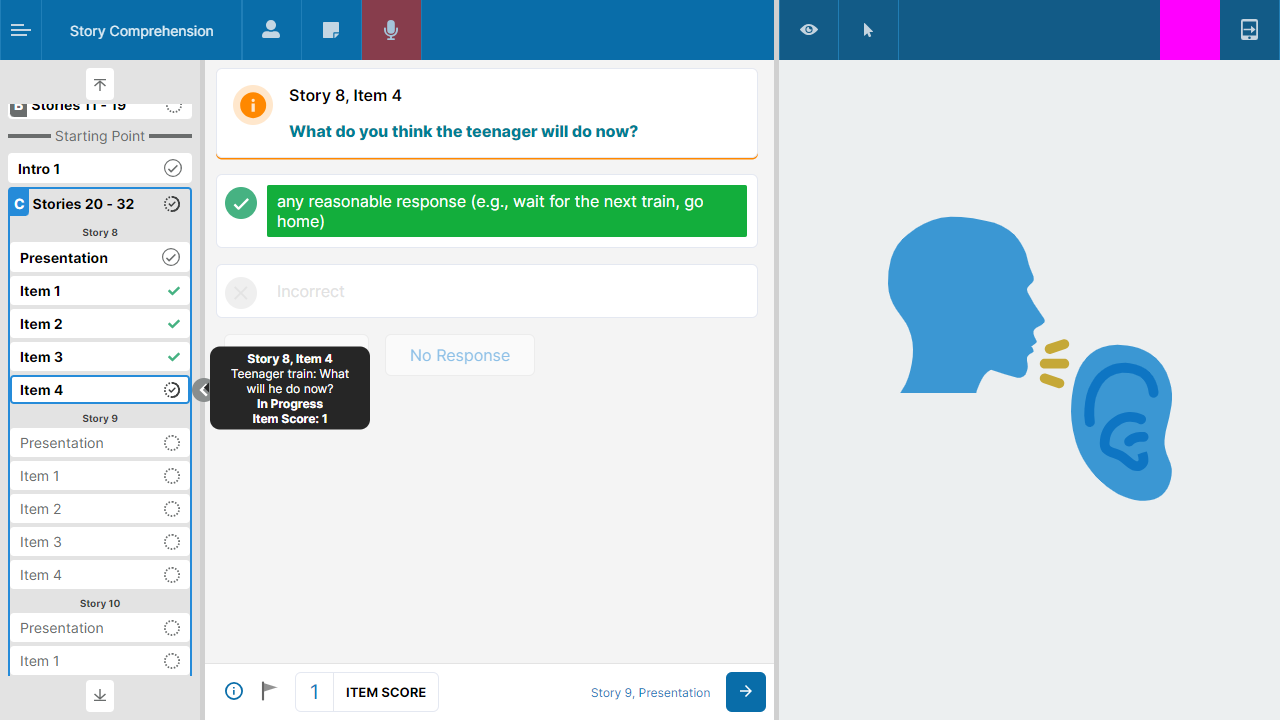 Story Comprehension
B Stories 11 - 19
Starting Point
Intro 1
C Stories 20 - 32
Story 8
Presentation
Item 1
Item 2
Item 3
Item 4
Story 9
Presentation
Item 1
Item 2
Item 3
Item 4
Story 10
Presentation
Item 1
Story 8, Item 4
What do you think the teenager will do now?
any reasonable response (e.g., wait for the next train, go
home)
Incorrect
No Response
Story 8, Item 4
Teenager train: What
will he do now?
In Progress
Item Score: 1
1 ITEM SCORE
Story 9, Presentation